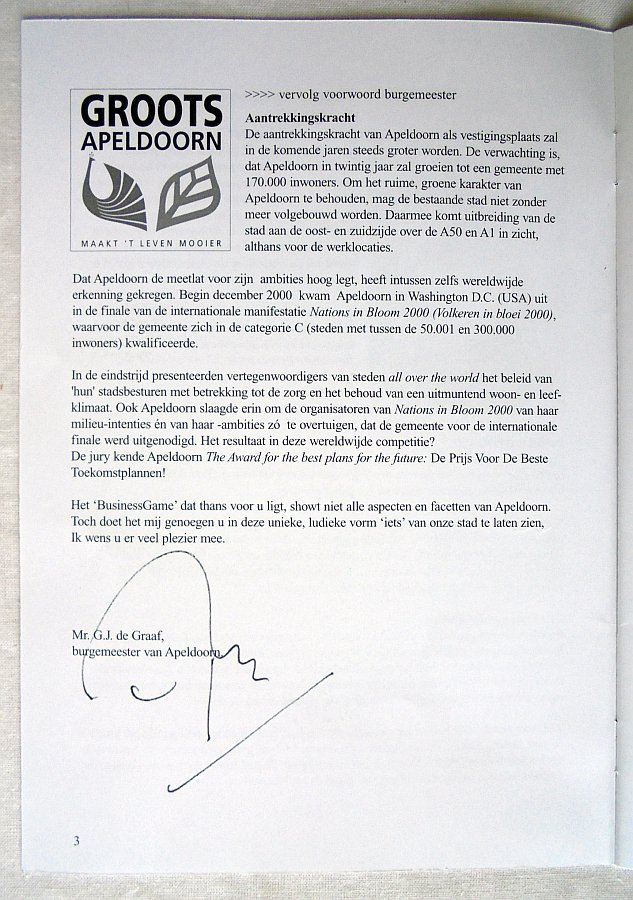 >>>> vervolg voorwoord burgemeester
GROOTS
APELDOORN
MAAKT 'T LEVEN MOOIER
Aantrekkingskracht
De aantrekkingskracht van Apeldoorn als vestigingsplaats zal
in de komende jaren steeds groter worden. De verwachting is,
dat Apeldoorn in twintig jaar zal groeien tot een gemeente met
170.000 inwoners. Om het ruime, groene karakter van
Apeldoorn te behouden, mag de bestaande stad niet zonder
meer volgebouwd worden. Daarmee komt uitbreiding van de
stad aan de oost- en zuidzijde over de A50 en A1 in zicht,
althans voor de werklocaties.
Dat Apeldoorn de meetlat voor zijn ambities hoog legt, heeft intussen zelfs wereldwijde
erkenning gekregen. Begin december 2000 kwam Apeldoorn in Washington D.C. (USA) uit
in de finale van de internationale manifestatie Nations in Bloom 2000 (Volkeren in bloei 2000),
waarvoor de gemeente zich in de categorie C (steden met tussen de 50.001 en 300.000
inwoners) kwalificeerde.
In de eindstrijd presenteerden vertegenwoordigers van steden all over the world het beleid van
'hun' stadsbesturen met betrekking tot de zorg en het behoud van een uitmuntend woon- en leef-
klimaat. Ook Apeldoorn slaagde erin om de organisatoren van Nations in Bloom 2000 van haar
milieu-intenties én van haar -ambities zó te overtuigen, dat de gemeente voor de internationale
finale werd uitgenodigd. Het resultaat in deze wereldwijde competitie?
De jury kende Apeldoorn The Award for the best plans for the future: De Prijs Voor De Beste
Toekomstplannen!
Het ‘BusinessGame’ dat thans voor u ligt, showt niet alle aspecten en facetten van Apeldoorn.
Toch doet het mij genoegen u in deze unieke, ludieke vorm ‘iets’ van onze stad te laten zien,
Ik wens u er veel plezier mee.
Mr. G.J. de Graaf,
burgemeester van Apeldoorn
3